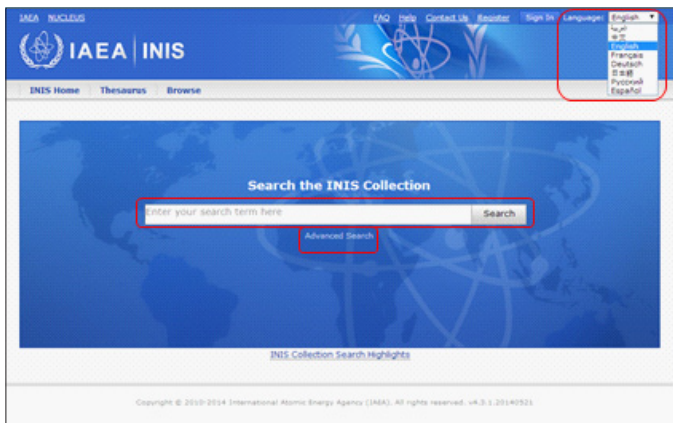 IAEA NUCLEUS
FAQ Help Contact Us Register Sign In Language: English
العربية
中文
English
Français
Deutsch
日本語
Русский
Español
IAEA INIS
INIS Home Thesaurus Browse
Search the INIS Collection
Enter your search term here Search
Advanced Search
INIS Collection Search Highlights
Copyright © 2010-2014 International Atomic Energy Agency (IAEA). All rights reserved. v4.3.1.20140521